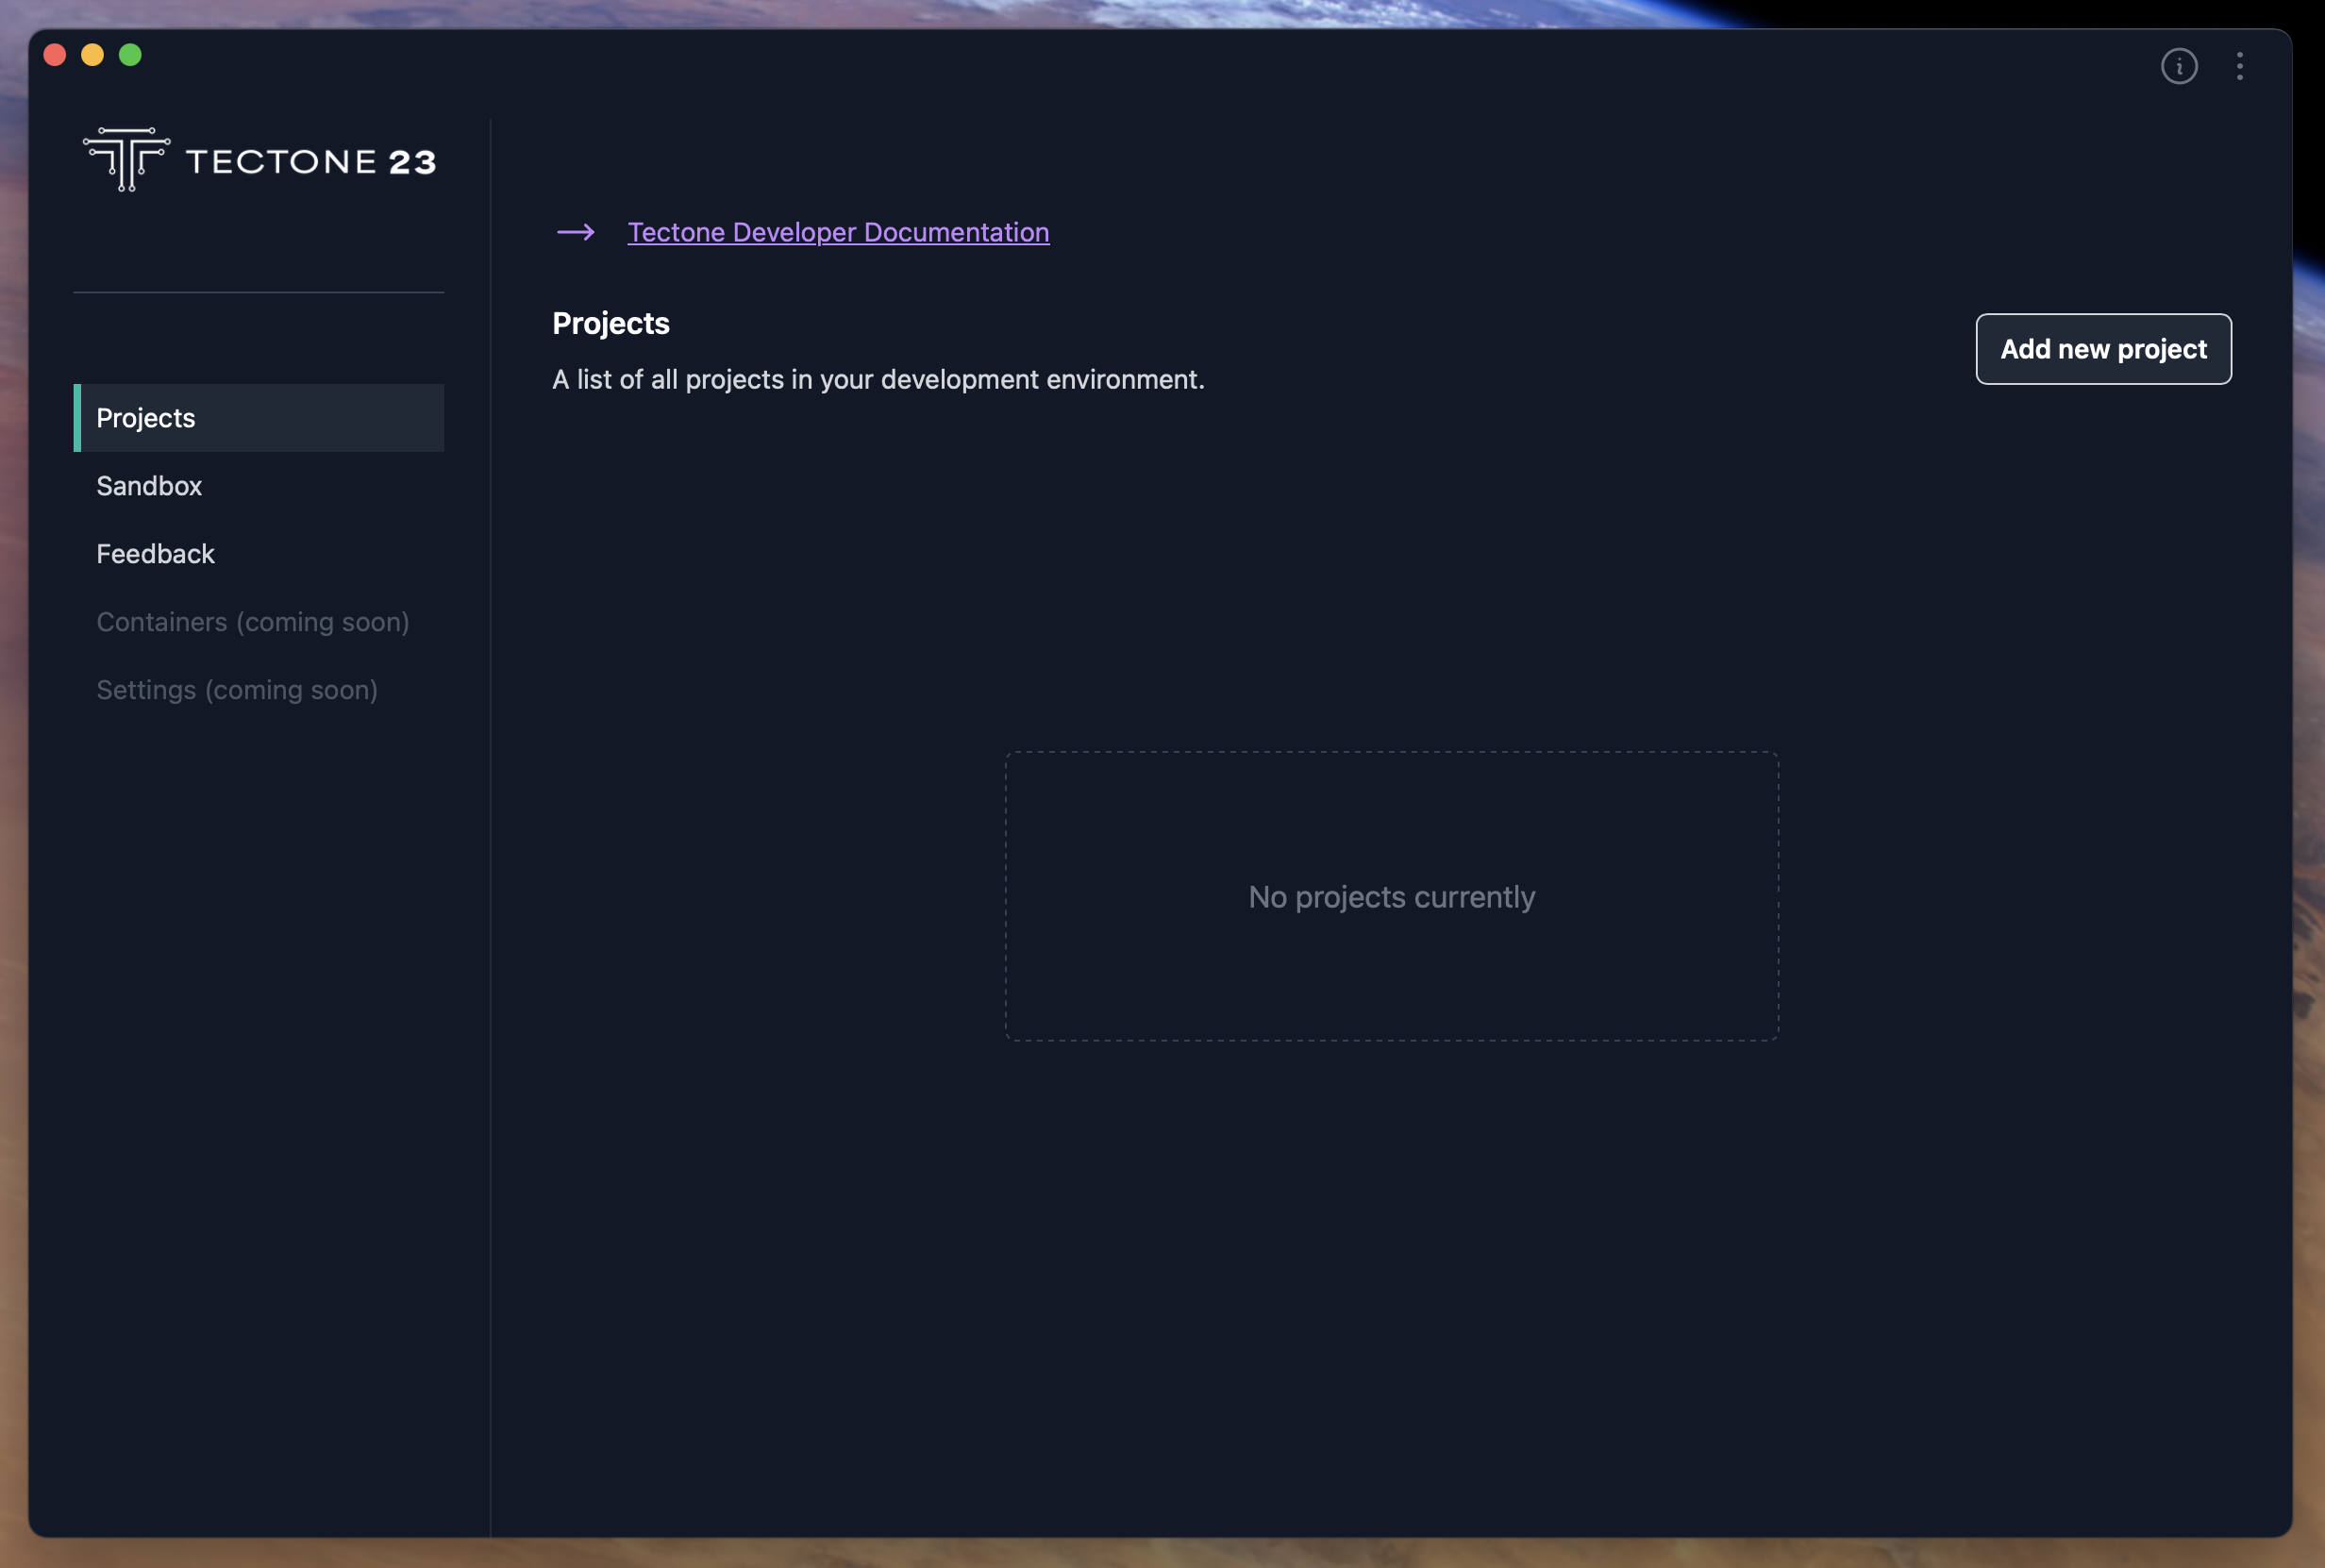 TECTONE 23
Projects
Sandbox
Feedback
Containers (coming soon)
Settings (coming soon)
Tectone Developer Documentation
Projects
A list of all projects in your development environment.
Add new project
No projects currently